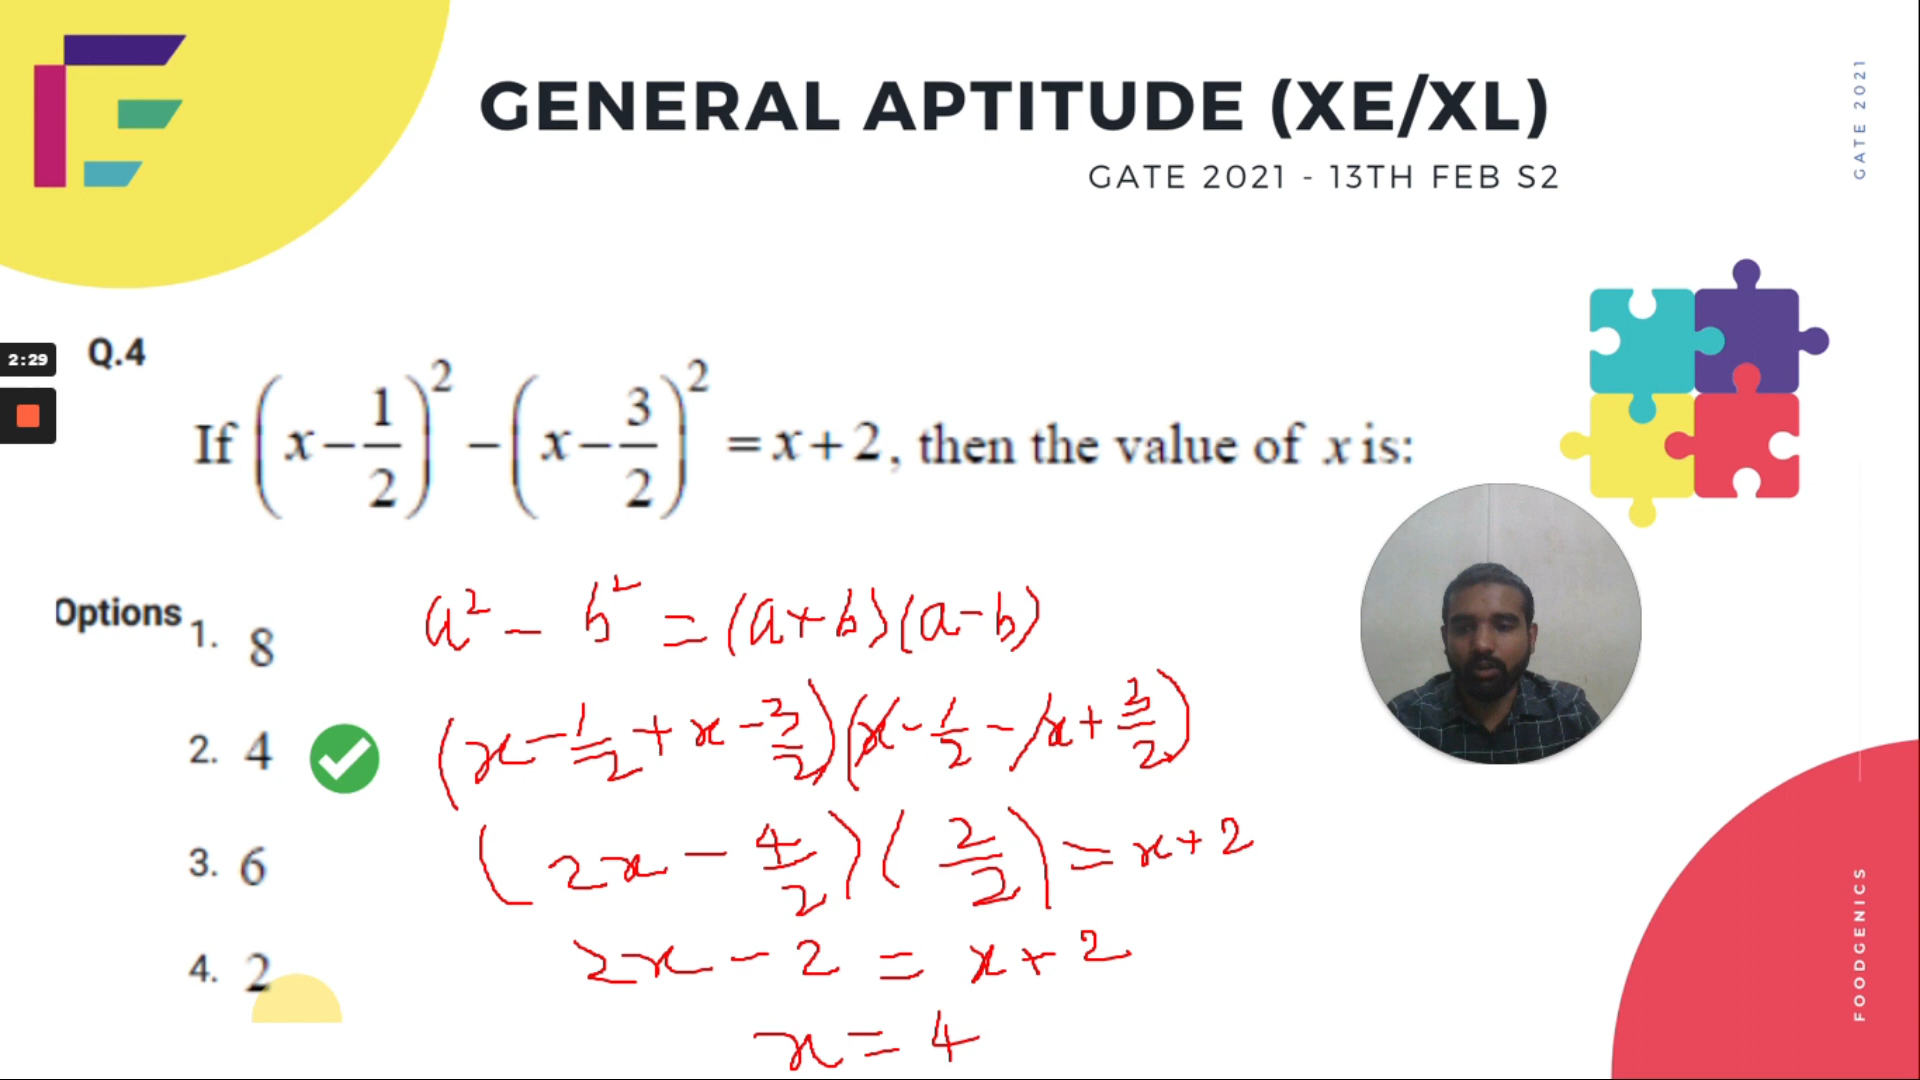 GENERAL APTITUDE (XE/XL)
GATE 2021 - 13TH FEB S2
GATE 2021
2:29
Q.4
If (x − 1/2)² − (x − 3/2)² = x + 2, then the value of x is:
Options
1. 8
2. 4
3. 6
4. 2
a² − b² = (a+b)(a−b)
(x − 1/2 + x − 3/2)(x − 1/2 − x + 3/2)
(2x − 4/2)(2/2) = x+2
2x − 2 = x+2
x = 4
FOODGENICS